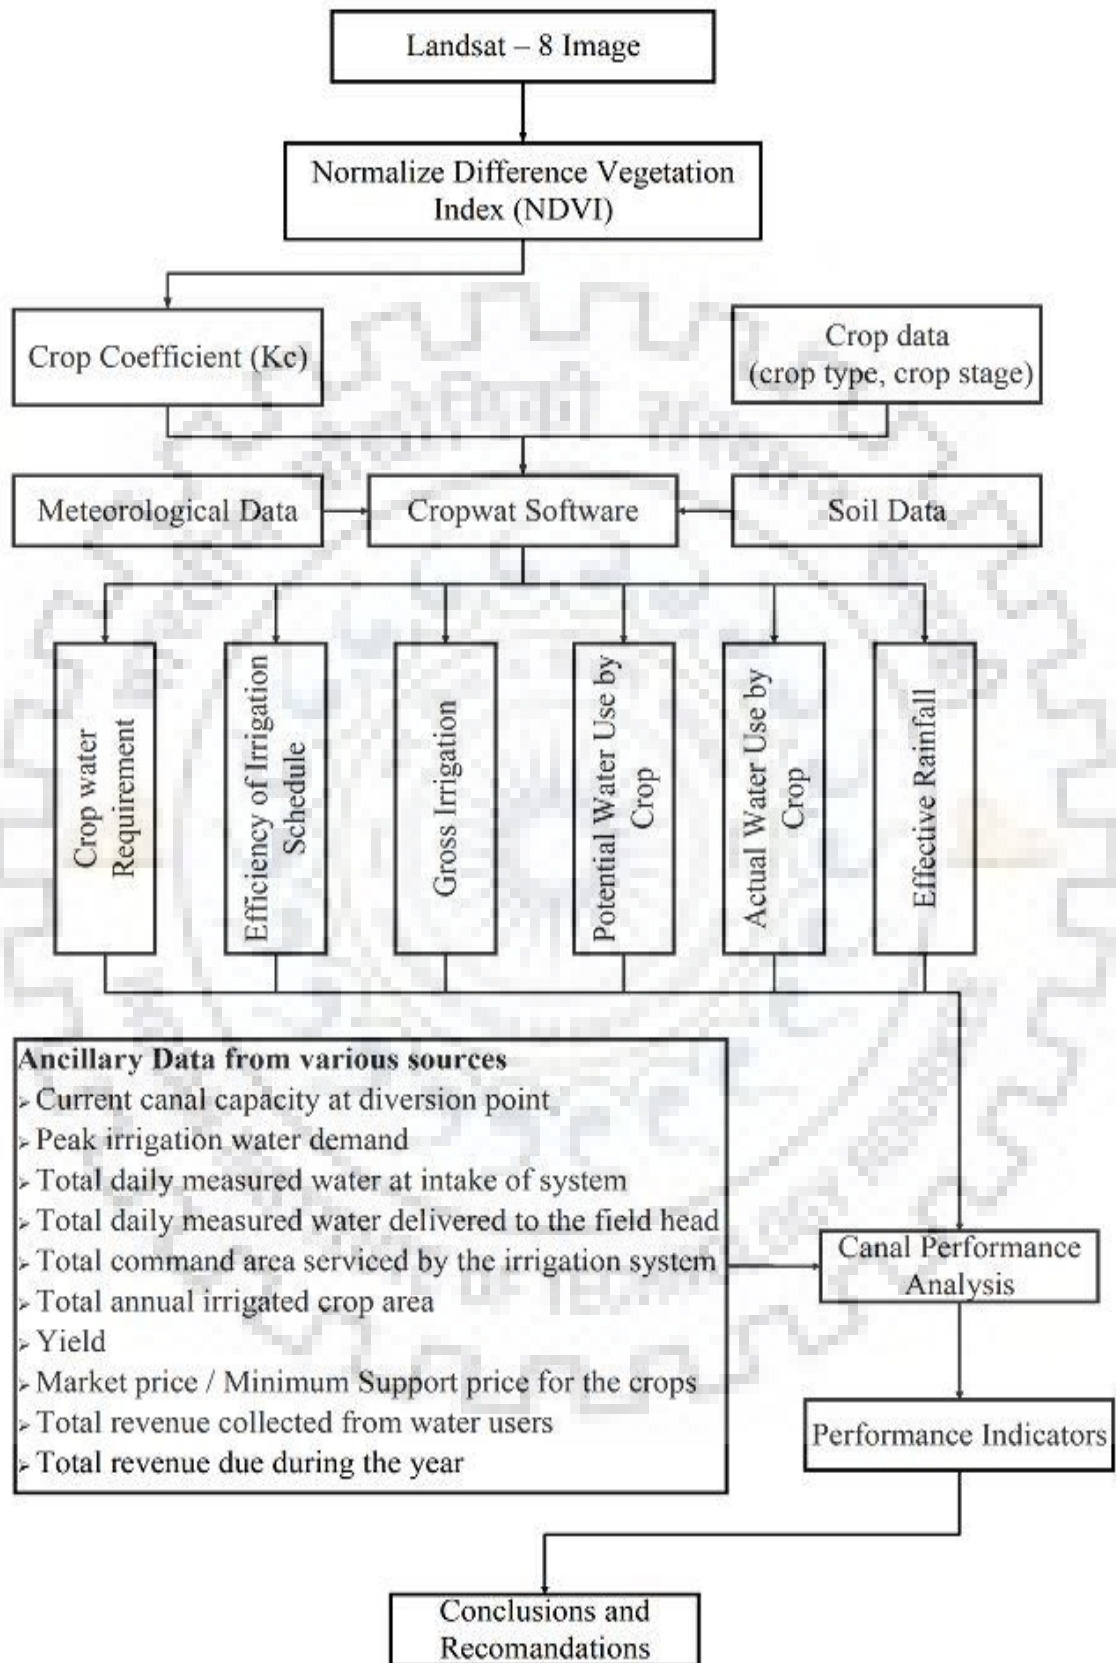 Landsat – 8 Image
Normalize Difference Vegetation
Index (NDVI)
Crop Coefficient (Kc)
Crop data
(crop type, crop stage)
Meteorological Data
Cropwat Software
Soil Data
Crop water
Requirement
Efficiency of Irrigation
Schedule
Gross Irrigation
Potential Water Use by
Crop
Actual Water Use by
Crop
Effective Rainfall
Ancillary Data from various sources
➢Current canal capacity at diversion point
➢Peak irrigation water demand
➢Total daily measured water at intake of system
➢Total daily measured water delivered to the field head
➢Total command area serviced by the irrigation system
➢Total annual irrigated crop area
➢Yield
➢Market price / Minimum Support price for the crops
➢Total revenue collected from water users
➢Total revenue due during the year
Canal Performance
Analysis
Performance Indicators
Conclusions and
Recomandations